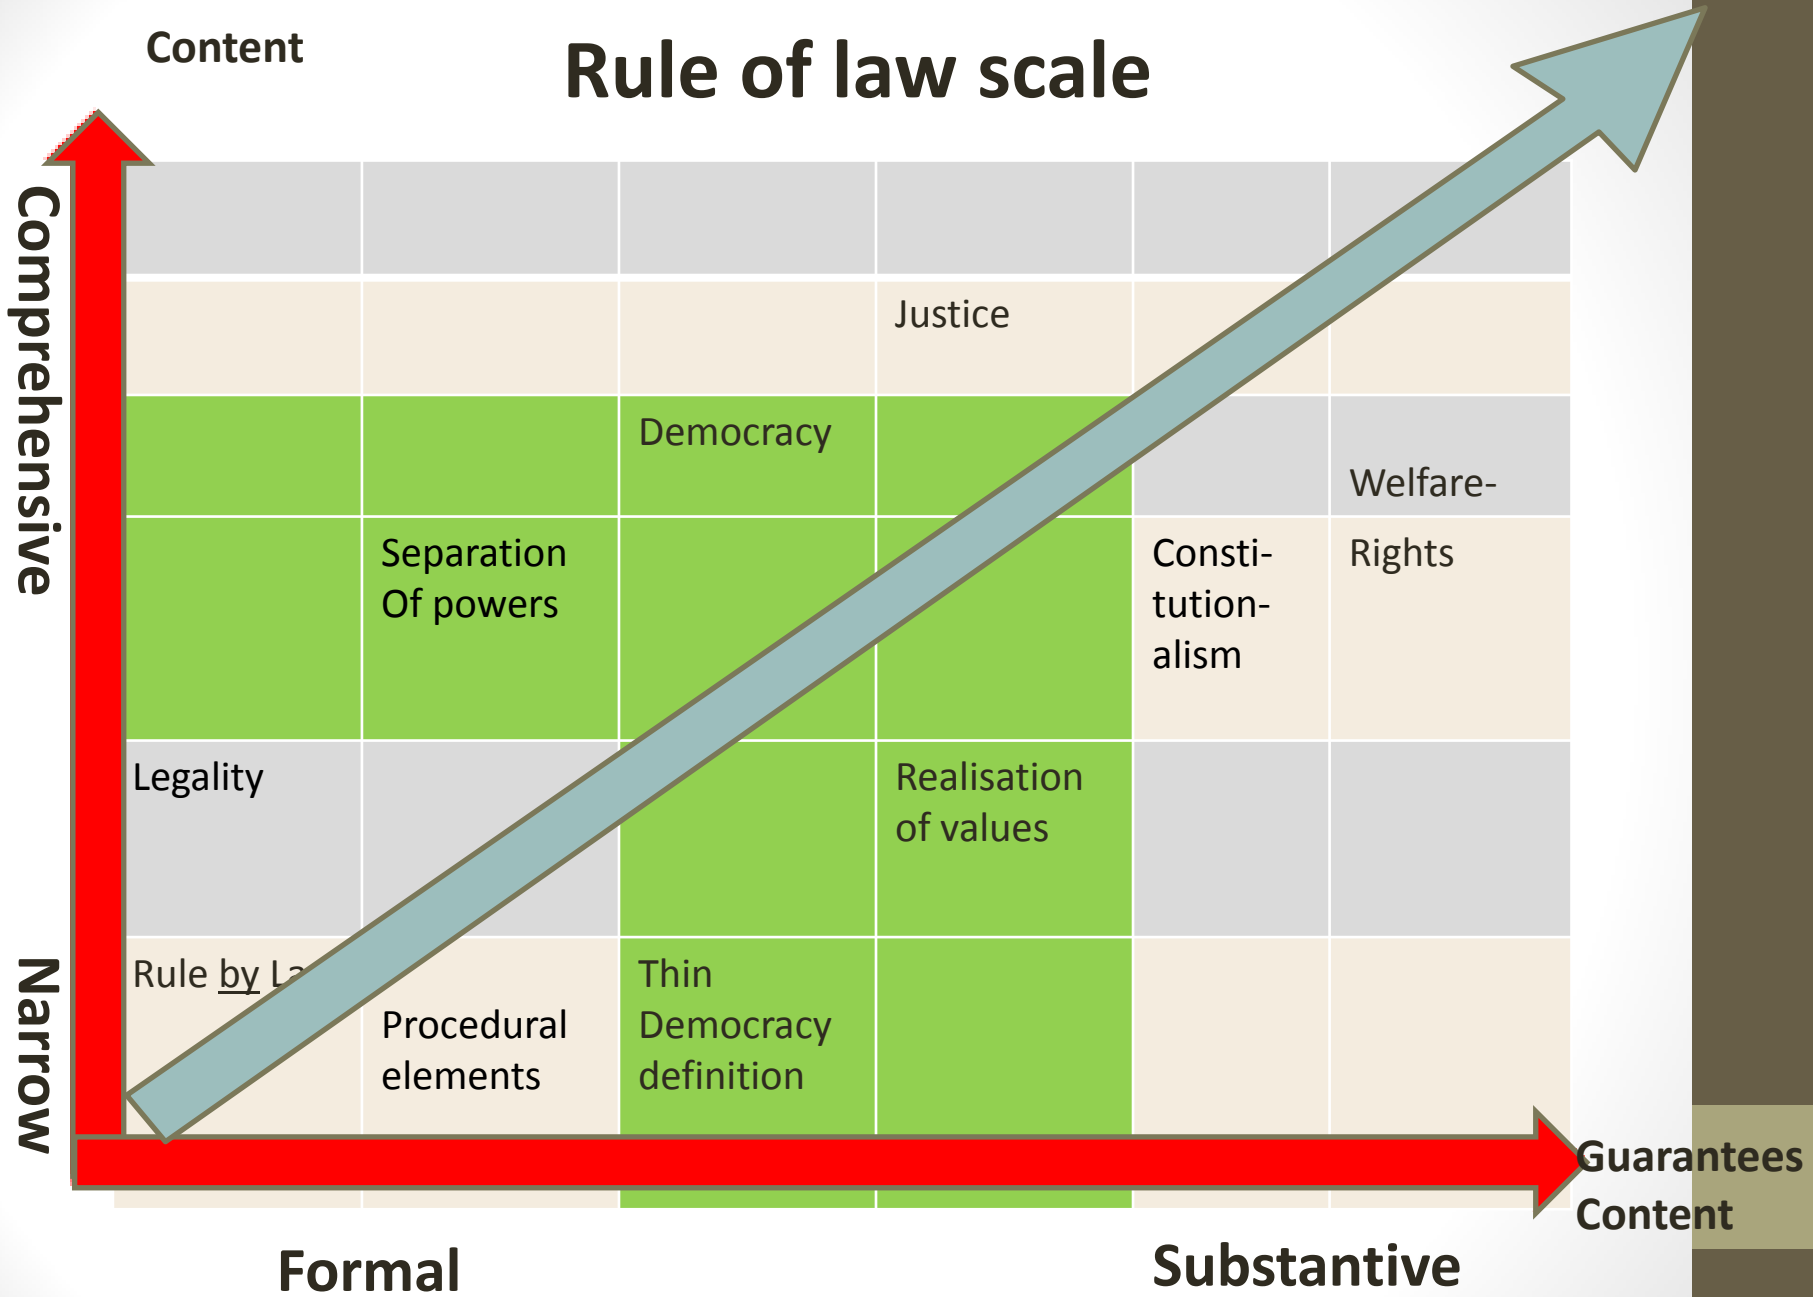 Content
Rule of law scale
Comprehensive
Narrow
Justice
Democracy
Welfare-
Separation
Of powers
Consti-
tution-
alism
Rights
Legality
Realisation
of values
Rule by
Procedural
elements
Thin
Democracy
definition
Guarantees
Content
Formal
Substantive